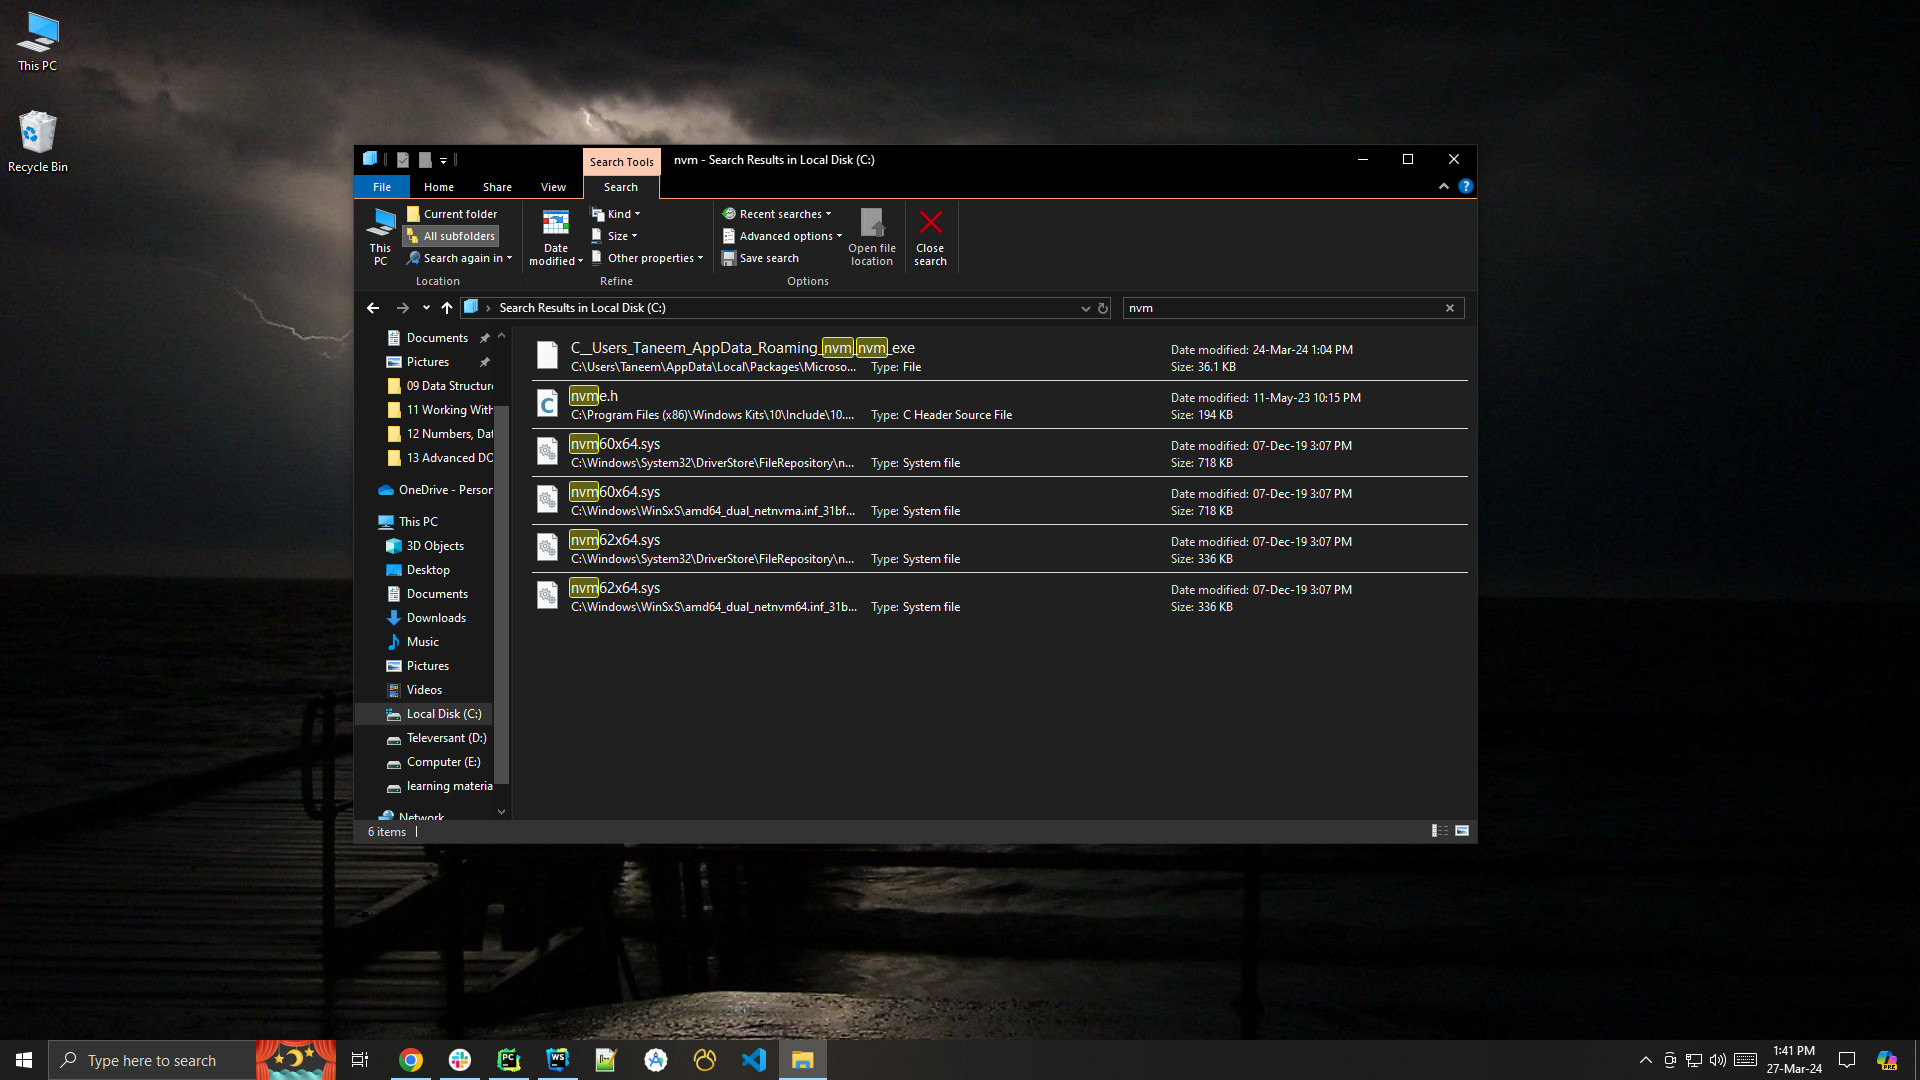 This PC
Recycle Bin
Search Tools
nvm - Search Results in Local Disk (C:)
File
Home
Share
View
Search
This PC
Current folder
All subfolders
Search again in
Location
Date modified
Kind
Size
Other properties
Refine
Recent searches
Advanced options
Save search
Options
Open file location
Close search
Search Results in Local Disk (C:)
nvm
Documents
Pictures
09 Data Structure
11 Working With
12 Numbers, Dat
13 Advanced DO
OneDrive - Person
This PC
3D Objects
Desktop
Documents
Downloads
Music
Pictures
Videos
Local Disk (C:)
Televersant (D:)
Computer (E:)
learning materia
Network
C__Users_Taneem_AppData_Roaming_nvm_nvm_exe
Date modified: 24-Mar-24 1:04 PM
C:\Users\Taneem\AppData\Local\Packages\Microso...
Type: File
Size: 36.1 KB
nvme.h
Date modified: 11-May-23 10:15 PM
C:\Program Files (x86)\Windows Kits\10\Include\10....
Type: C Header Source File
Size: 194 KB
nvm60x64.sys
Date modified: 07-Dec-19 3:07 PM
C:\Windows\System32\DriverStore\FileRepository\n...
Type: System file
Size: 718 KB
nvm60x64.sys
Date modified: 07-Dec-19 3:07 PM
C:\Windows\WinSxS\amd64_dual_netnvma.inf_31bf...
Type: System file
Size: 718 KB
nvm62x64.sys
Date modified: 07-Dec-19 3:07 PM
C:\Windows\System32\DriverStore\FileRepository\n...
Type: System file
Size: 336 KB
nvm62x64.sys
Date modified: 07-Dec-19 3:07 PM
C:\Windows\WinSxS\amd64_dual_netnvm64.inf_31b...
Type: System file
Size: 336 KB
6 items
Type here to search
PC
WS
1:41 PM
27-Mar-24
PRE